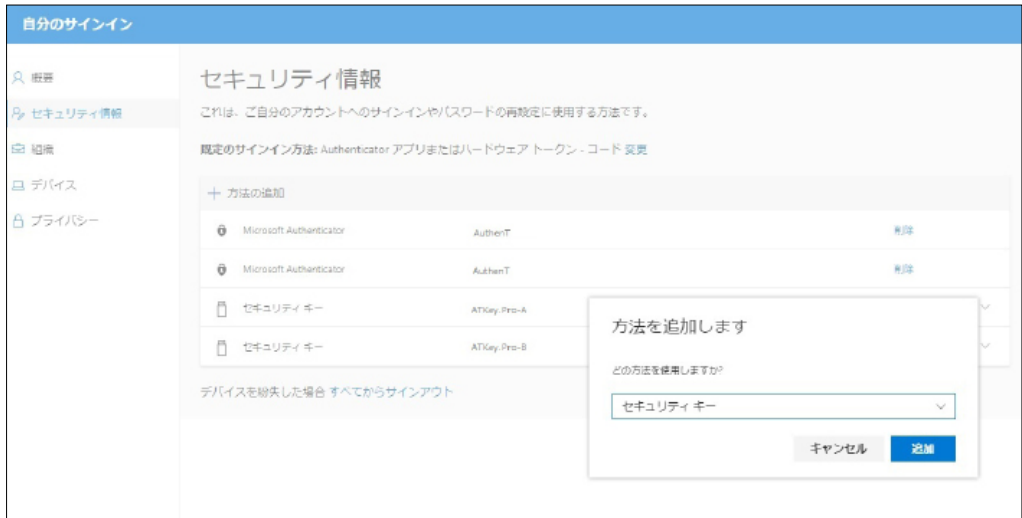 自分のサインイン
概要
セキュリティ情報
組織
デバイス
プライバシー
セキュリティ情報
これは、ご自分のアカウントへのサインインやパスワードの再設定に使用する方法です。
既定のサインイン方法: Authenticator アプリまたはハードウェア トークン - コード 変更
+ 方法の追加
Microsoft Authenticator AuthenT 削除
Microsoft Authenticator AuthenT 削除
セキュリティ キー ATKey.Pro-A
セキュリティ キー ATKey.Pro-B
デバイスを紛失した場合 すべてからサインアウト
方法を追加します
どの方法を使用しますか?
セキュリティ キー
キャンセル 追加